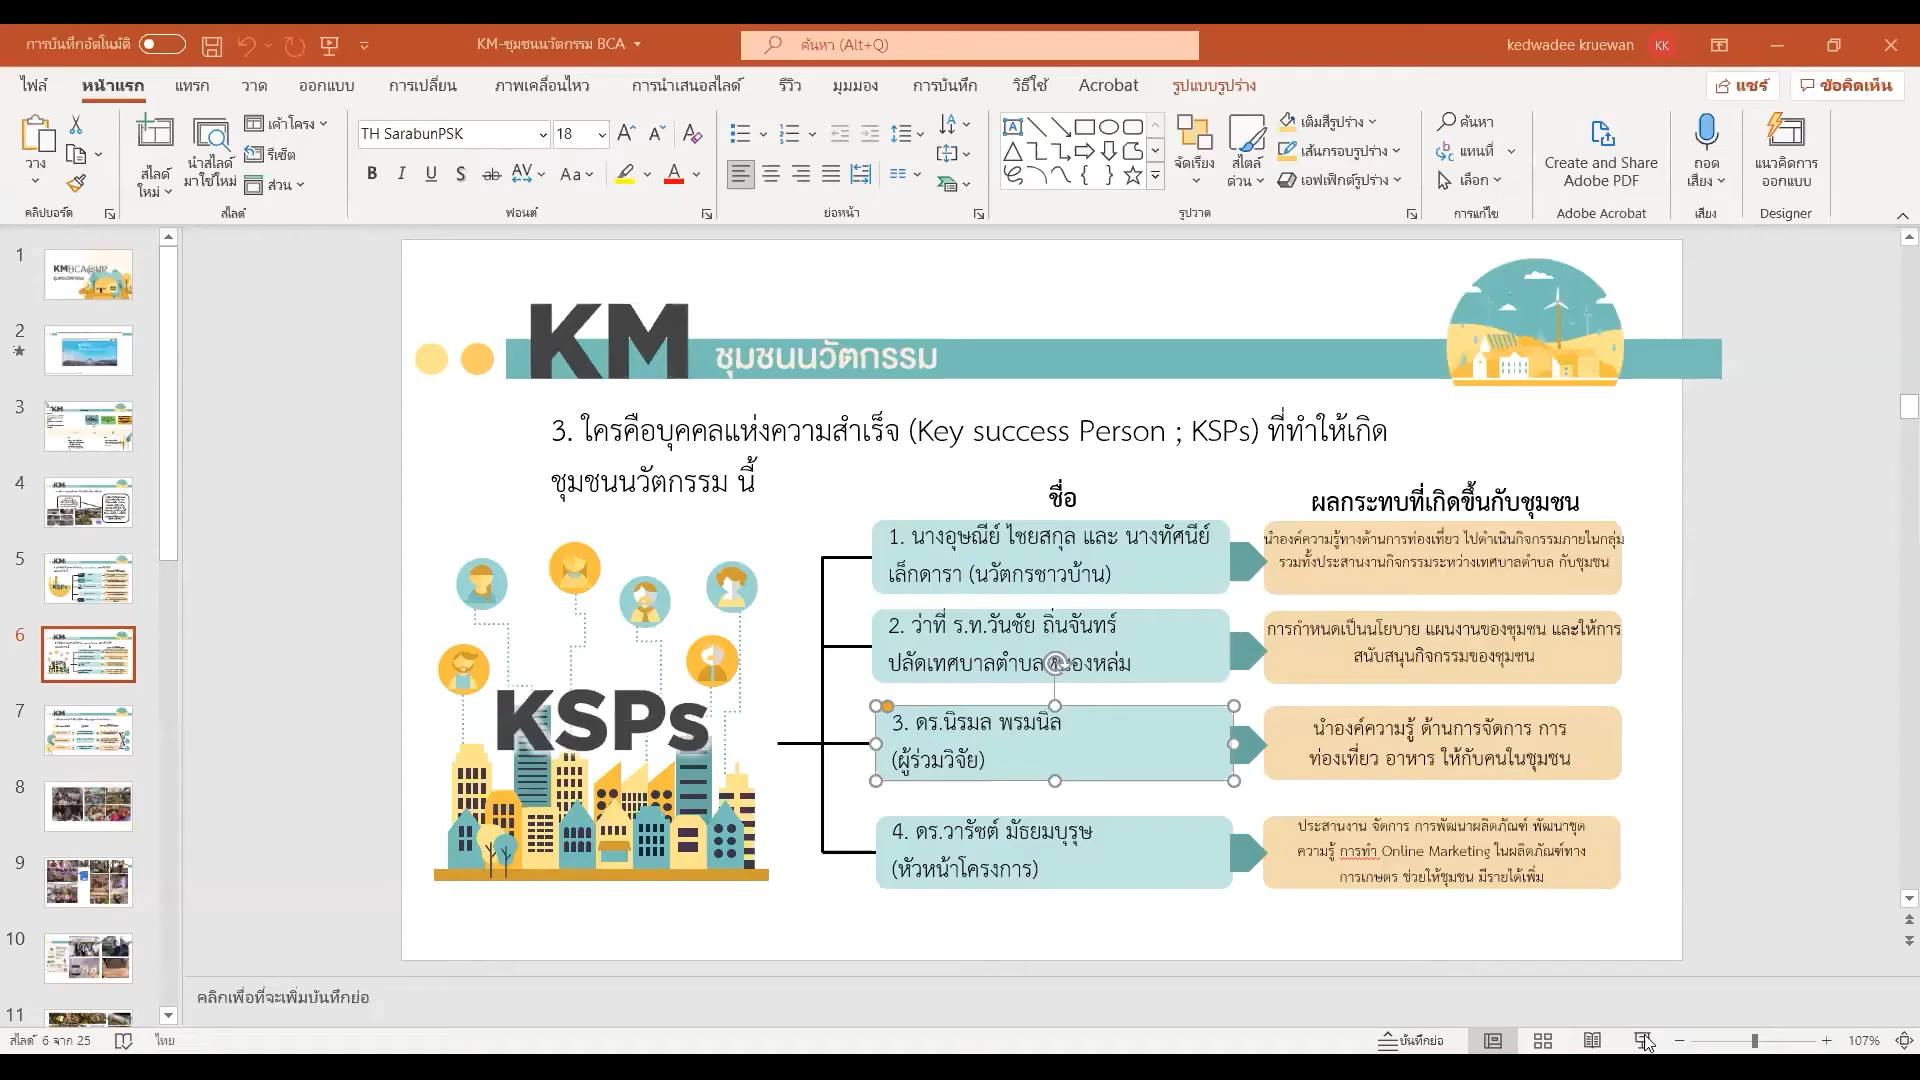 การบันทึกอัตโนมัติ
KM-ชุมชนนวัตกรรม BCA
ค้นหา (Alt+Q)
kedwadee kruewan
KK
ไฟล์ หน้าแรก แทรก วาด ออกแบบ การเปลี่ยน ภาพเคลื่อนไหว การนำเสนอสไลด์ รีวิว มุมมอง การบันทึก วิธีใช้ Acrobat รูปแบบรูปร่าง
แชร์
ข้อคิดเห็น
วาง
คลิปบอร์ด
สไลด์ใหม่
นำสไลด์มาใช้ใหม่
เค้าโครง
รีเซ็ต
ส่วน
สไลด์
TH SarabunPSK
18
ฟอนต์
ย่อหน้า
จัดเรียง
สไตล์ด่วน
เติมสีรูปร่าง
เส้นกรอบรูปร่าง
เอฟเฟ็กต์รูปร่าง
รูปวาด
ค้นหา
แทนที่
เลือก
การแก้ไข
Create and Share
Adobe PDF
Adobe Acrobat
ถอดเสียง
เสียง
แนวคิดการออกแบบ
Designer
1
2
3
4
5
6
7
8
9
10
11
KM ชุมชนนวัตกรรม
3. ใครคือบุคคลแห่งความสำเร็จ (Key success Person ; KSPs) ที่ทำให้เกิด
ชุมชนนวัตกรรม นี้
ชื่อ
ผลกระทบที่เกิดขึ้นกับชุมชน
KSPs
1. นางอุษณีย์ ไชยสกุล และ นางทัศนีย์
เล็กดารา (นวัตกรชาวบ้าน)
นำองค์ความรู้ทางด้านการท่องเที่ยว ไปดำเนินกิจกรรมภายในกลุ่ม
รวมทั้งประสานงานกิจกรรมระหว่างเทศบาลตำบล กับชุมชน
2. ว่าที่ ร.ท.วันชัย ถิ่นจันทร์
ปลัดเทศบาลตำบลหนองหล่ม
การกำหนดเป็นนโยบาย แผนงานของชุมชน และให้การ
สนับสนุนกิจกรรมของชุมชน
3. ดร.นิรมล พรมนิล
(ผู้ร่วมวิจัย)
นำองค์ความรู้ ด้านการจัดการ การ
ท่องเที่ยว อาหาร ให้กับคนในชุมชน
4. ดร.วารัชต์ มัธยมบุรุษ
(หัวหน้าโครงการ)
ประสานงาน จัดการ การพัฒนาผลิตภัณฑ์ พัฒนาชุด
ความรู้ การทำ Online Marketing ในผลิตภัณฑ์ทาง
การเกษตร ช่วยให้ชุมชน มีรายได้เพิ่ม
คลิกเพื่อที่จะเพิ่มบันทึกย่อ
สไลด์ 6 จาก 25
ไทย
บันทึกย่อ
107%